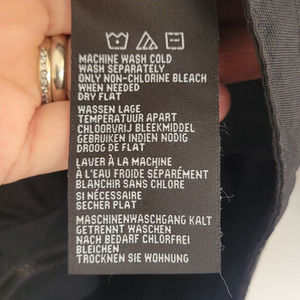 MACHINE WASH COLD
WASH SEPARATELY
ONLY NON-CHLORINE BLEACH
WHEN NEEDED
DRY FLAT
WASSEN LAGE
TEMPERATUUR APART
CHLOORVRIJ BLEEKMIDDEL
GEBRUIKEN INDIEN NODIG
DROOG DE FLAT
LAVER À LA MACHINE
À L'EAU FROIDE SÉPARÉMENT
BLANCHIR SANS CHLORE
SI NÉCESSAIRE
SECHER PLAT
MASCHINENWASCHGANG KALT
GETRENNT WASCHEN
NACH BEDARF CHLORFREI
BLEICHEN
TROCKNEN SIE WOHNUNG